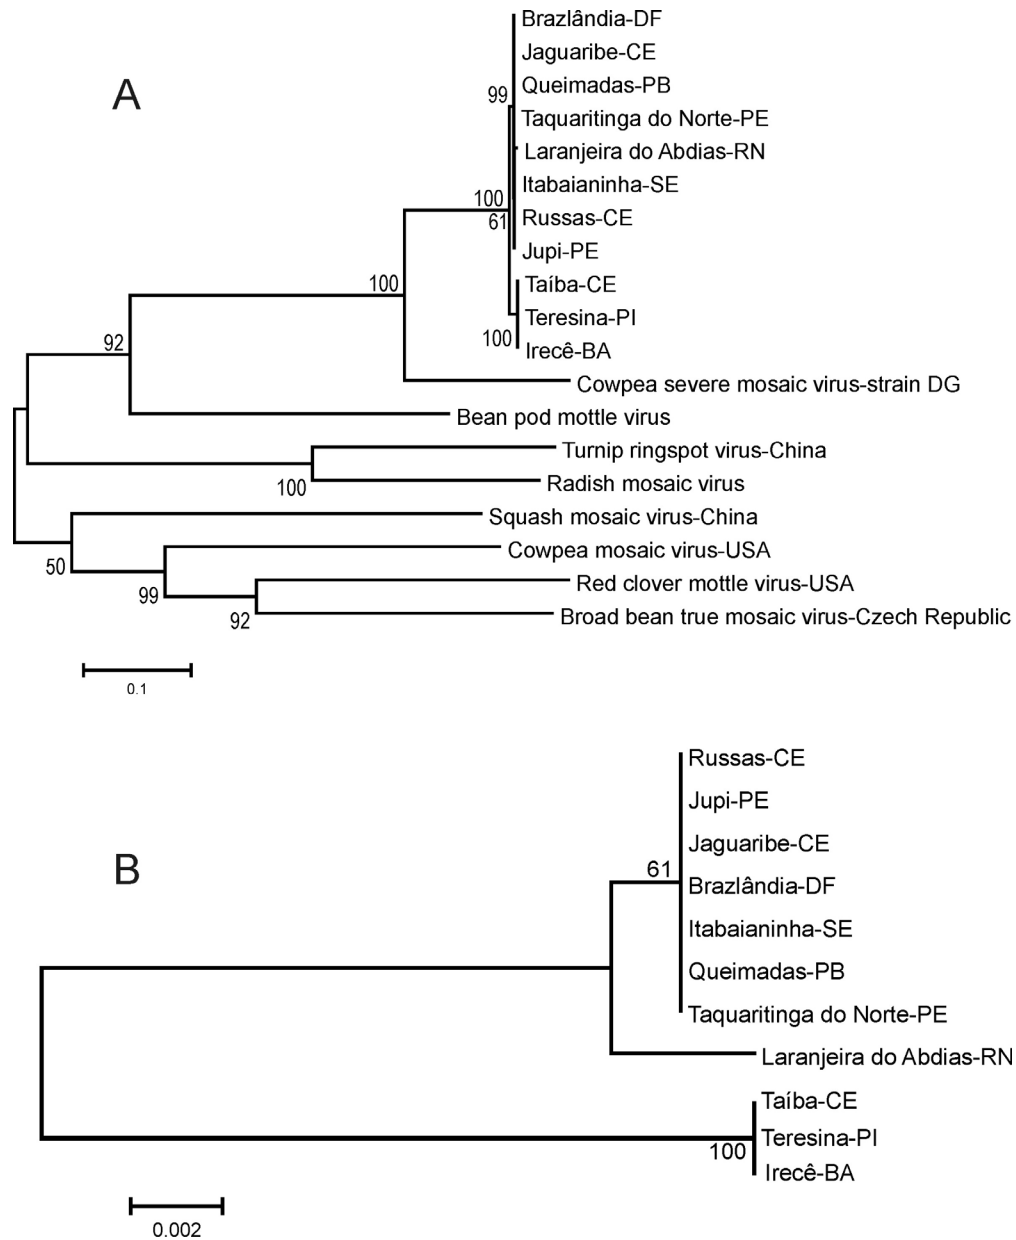 Brazlândia-DF
Jaguaribe-CE
A
Queimadas-PB
99
Taquaritinga do Norte-PE
Laranjeira do Abdias-RN
Itabaianinha-SE
100
Russas-CE
61
Jupi-PE
Taíba-CE
100
Teresina-PI
100
Irecê-BA
92
Cowpea severe mosaic virus-strain DG
Bean pod mottle virus
Turnip ringspot virus-China
Radish mosaic virus
100
Squash mosaic virus-China
Cowpea mosaic virus-USA
50
Red clover mottle virus-USA
99
Broad bean true mosaic virus-Czech Republic
92
0.1
Russas-CE
Jupi-PE
Jaguaribe-CE
B
61
Brazlândia-DF
Itabaianinha-SE
Queimadas-PB
Taquaritinga do Norte-PE
Laranjeira do Abdias-RN
Taíba-CE
Teresina-PI
100
Irecê-BA
0.002